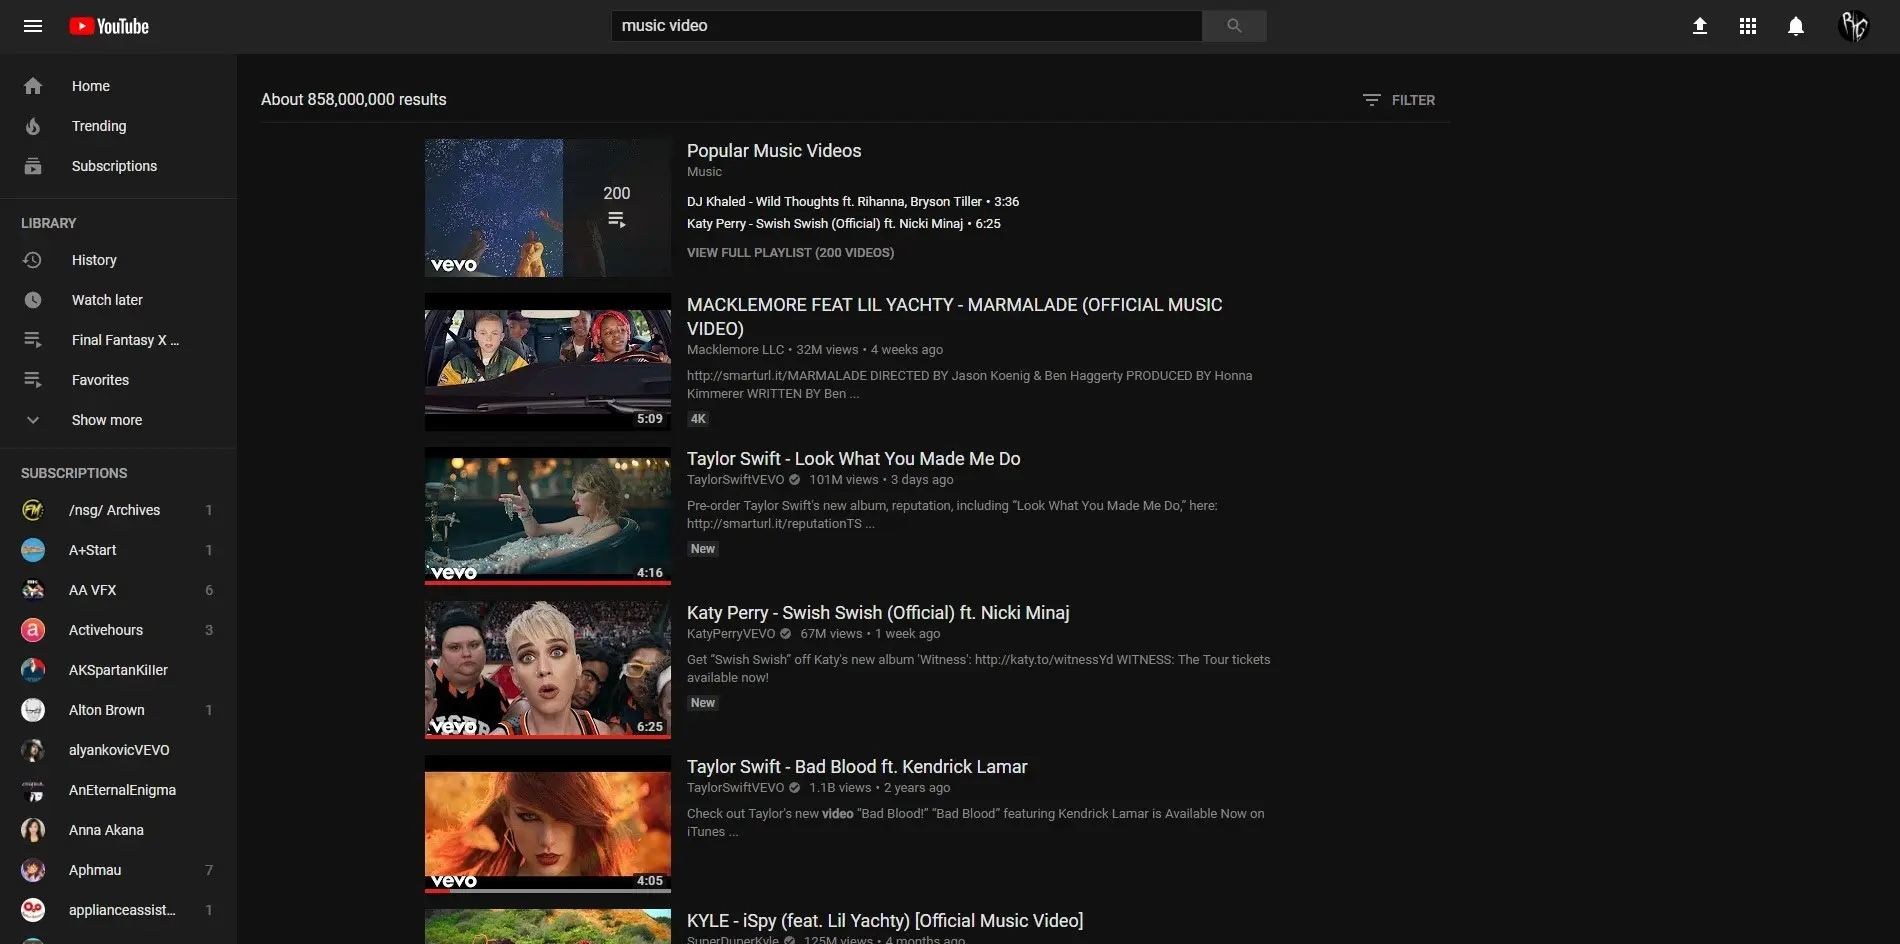 YouTube
music video
Home
Trending
Subscriptions
LIBRARY
History
Watch later
Final Fantasy X ...
Favorites
Show more
SUBSCRIPTIONS
/nsg/ Archives 1
A+Start 1
AA VFX 6
Activehours 3
AKSpartanKiller
Alton Brown 1
alyankovicVEVO
AnEternalEnigma
Anna Akana
Aphmau 7
applianceassist... 1
About 858,000,000 results
FILTER
200
vevo
Popular Music Videos
Music
DJ Khaled - Wild Thoughts ft. Rihanna, Bryson Tiller • 3:36
Katy Perry - Swish Swish (Official) ft. Nicki Minaj • 6:25
VIEW FULL PLAYLIST (200 VIDEOS)
5:09
MACKLEMORE FEAT LIL YACHTY - MARMALADE (OFFICIAL MUSIC
VIDEO)
Macklemore LLC • 32M views • 4 weeks ago
http://smarturl.it/MARMALADE DIRECTED BY Jason Koenig & Ben Haggerty PRODUCED BY Honna
Kimmerer WRITTEN BY Ben ...
4K
vevo
4:16
Taylor Swift - Look What You Made Me Do
TaylorSwiftVEVO 101M views • 3 days ago
Pre-order Taylor Swift's new album, reputation, including “Look What You Made Me Do,” here:
http://smarturl.it/reputationTS ...
New
vevo
6:25
Katy Perry - Swish Swish (Official) ft. Nicki Minaj
KatyPerryVEVO 67M views • 1 week ago
Get “Swish Swish” off Katy's new album 'Witness': http://katy.to/witnessYd WITNESS: The Tour tickets
available now!
New
vevo
4:05
Taylor Swift - Bad Blood ft. Kendrick Lamar
TaylorSwiftVEVO 1.1B views • 2 years ago
Check out Taylor's new video “Bad Blood!” “Bad Blood” featuring Kendrick Lamar is Available Now on
iTunes ...
KYLE - iSpy (feat. Lil Yachty) [Official Music Video]
SuperDuperKyle 125M views • 4 months ago